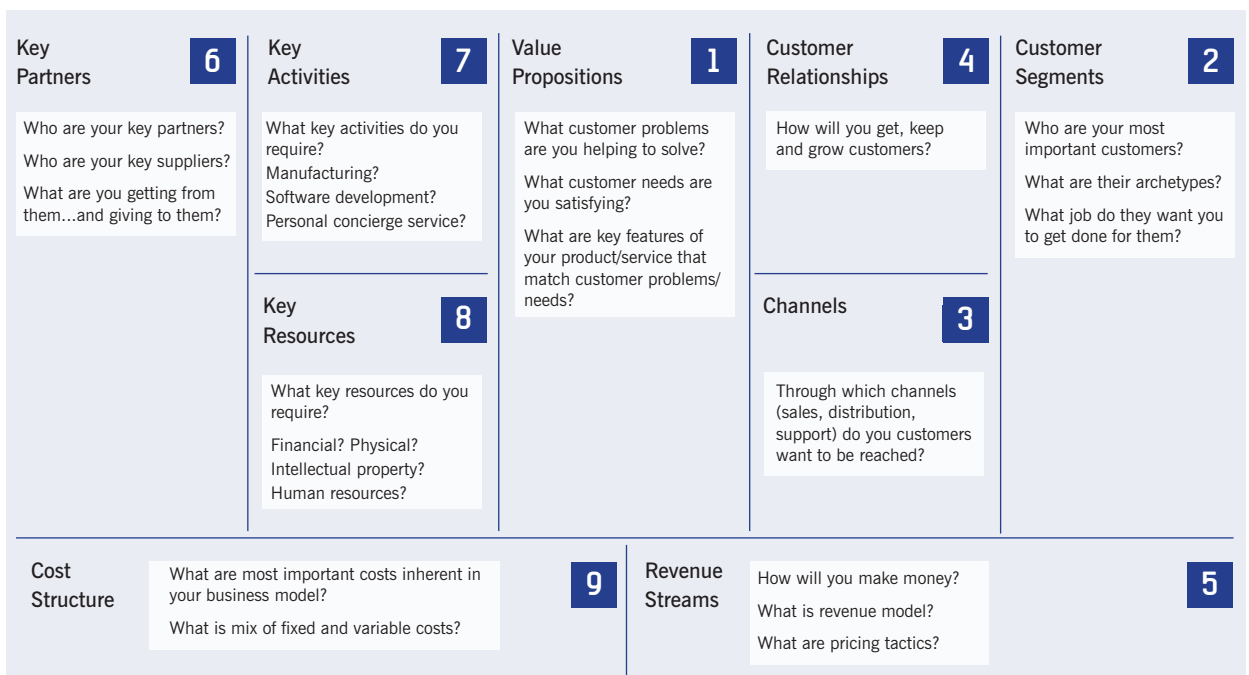 Key
Partners
6
Who are your key partners?
Who are your key suppliers?
What are you getting from
them...and giving to them?
Key
Activities
7
What key activities do you
require?
Manufacturing?
Software development?
Personal concierge service?
Key
Resources
8
What key resources do you
require?
Financial? Physical?
Intellectual property?
Human resources?
Value
Propositions
1
What customer problems
are you helping to solve?
What customer needs are
you satisfying?
What are key features of
your product/service that
match customer problems/
needs?
Customer
Relationships
4
How will you get, keep
and grow customers?
Channels
3
Through which channels
(sales, distribution,
support) do you customers
want to be reached?
Customer
Segments
2
Who are your most
important customers?
What are their archetypes?
What job do they want you
to get done for them?
Cost
Structure
What are most important costs inherent in
your business model?
What is mix of fixed and variable costs?
9
Revenue
Streams
How will you make money?
What is revenue model?
What are pricing tactics?
5